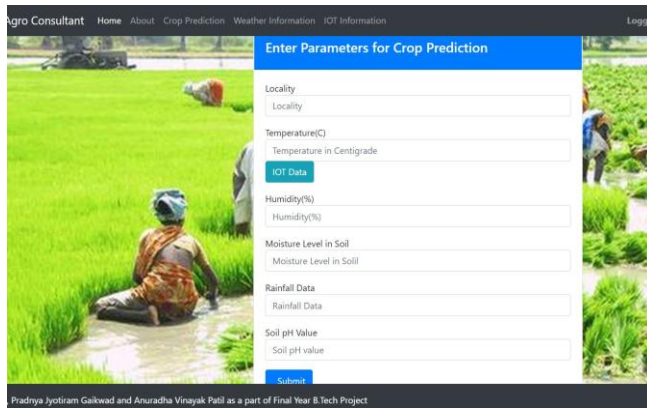 Agro Consultant Home About Crop Prediction Weather Information IOT Information Logg
Enter Parameters for Crop Prediction
Locality
Locality
Temperature(C)
Temperature in Centigrade
IOT Data
Humidity(%)
Humidity(%)
Moisture Level in Soil
Moisture Level in Solil
Rainfall Data
Rainfall Data
Soil pH Value
Soil pH value
Submit
, Pradnya Jyotiram Gaikwad and Anuradha Vinayak Patil as a part of Final Year B.Tech Project